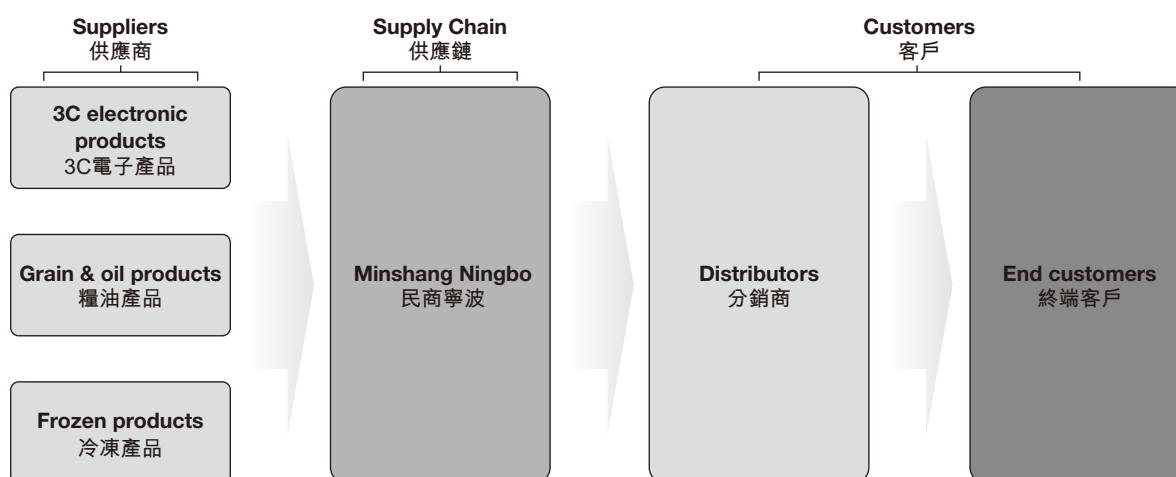 Suppliers
供應商
Supply Chain
供應鏈
Customers
客戶
3C electronic
products
3C電子產品
Grain & oil products
糧油產品
Frozen products
冷凍產品
Minshang Ningbo
民商寧波
Distributors
分銷商
End customers
終端客戶